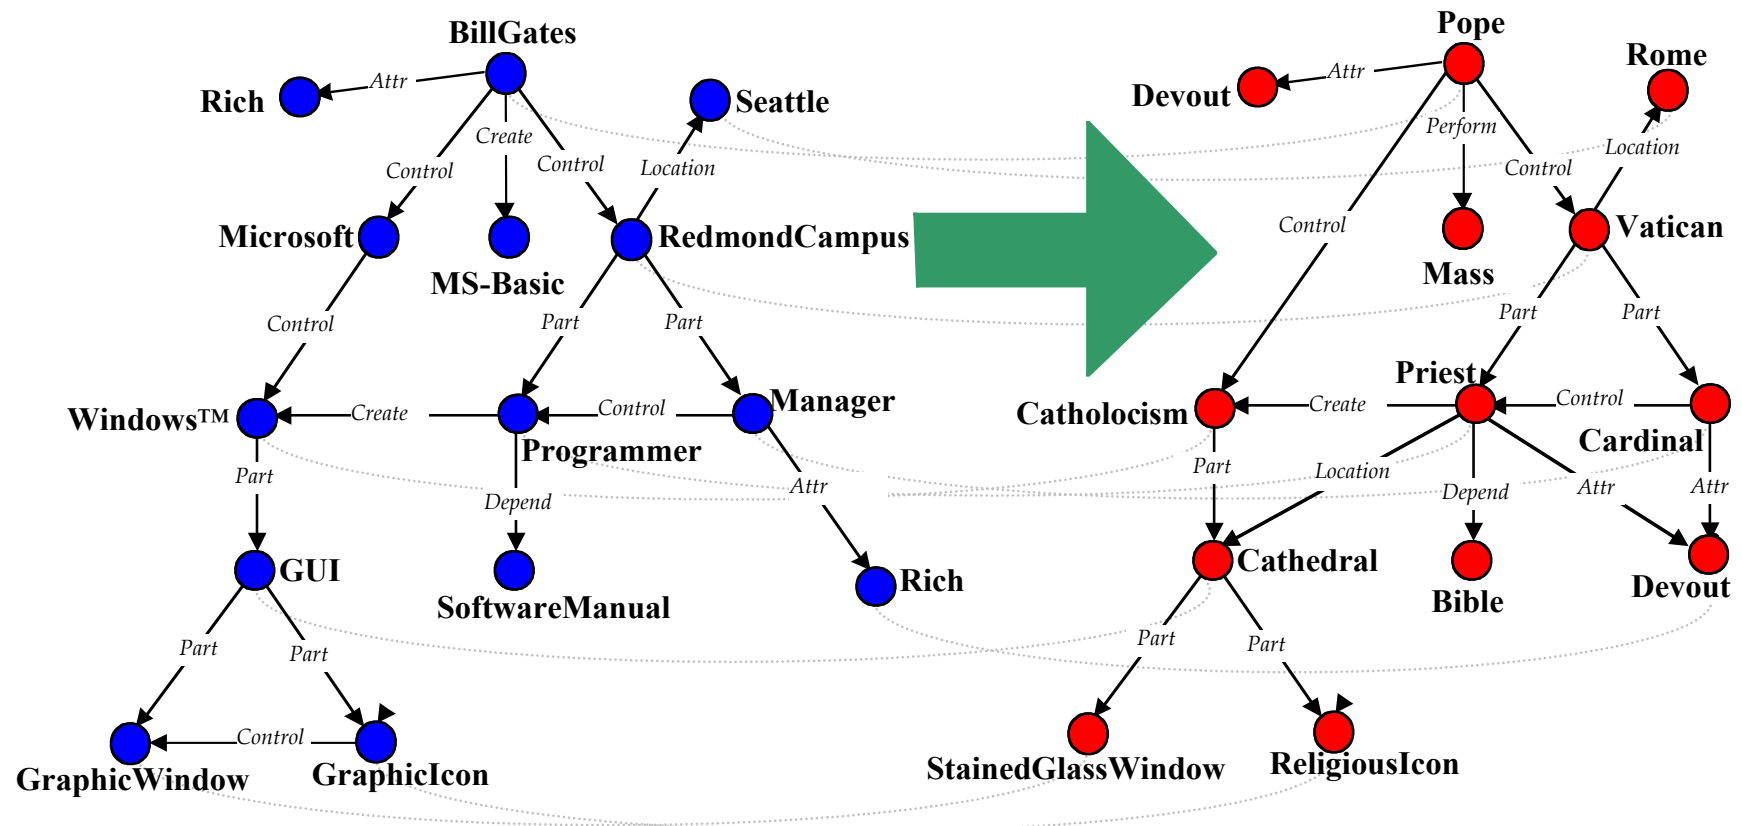 BillGates
Pope
Rome
Attr
Attr
Rich
Seattle
Devout
Create
Perform
Control
Control
Location
Location
Control
Control
Microsoft
RedmondCampus
Vatican
MS-Basic
Mass
Control
Part
Part
Part
Part
Priest
Windows™
Create
Control
Manager
Catholocism
Create
Control
Programmer
Cardinal
Part
Attr
Part
Location
Attr
Attr
Depend
Depend
GUI
Rich
Cathedral
SoftwareManual
Bible
Devout
Part
Part
Part
Part
Control
GraphicWindow
GraphicIcon
StainedGlassWindow
ReligiousIcon